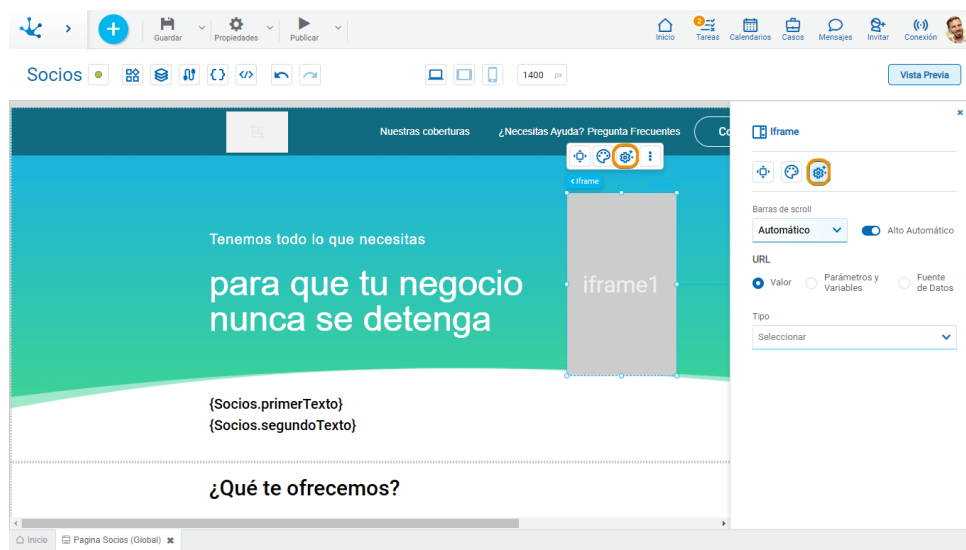 Guardar
Propiedades
Publicar
Inicio
2
Tareas
Calendarios
Casos
Mensajes
Invitar
Conexión
Socios
1400 px
Vista Previa
Nuestras coberturas
¿Necesitas Ayuda? Pregunta Frecuentes
Co
Iframe
Tenemos todo lo que necesitas
para que tu negocio
nunca se detenga
iframe1
{Socios.primerTexto}
{Socios.segundoTexto}
¿Qué te ofrecemos?
Iframe
Barras de scroll
Automático
Alto Automático
URL
Valor
Parámetros y
Variables
Fuente
de Datos
Tipo
Seleccionar
Inicio
Pagina Socios (Global)